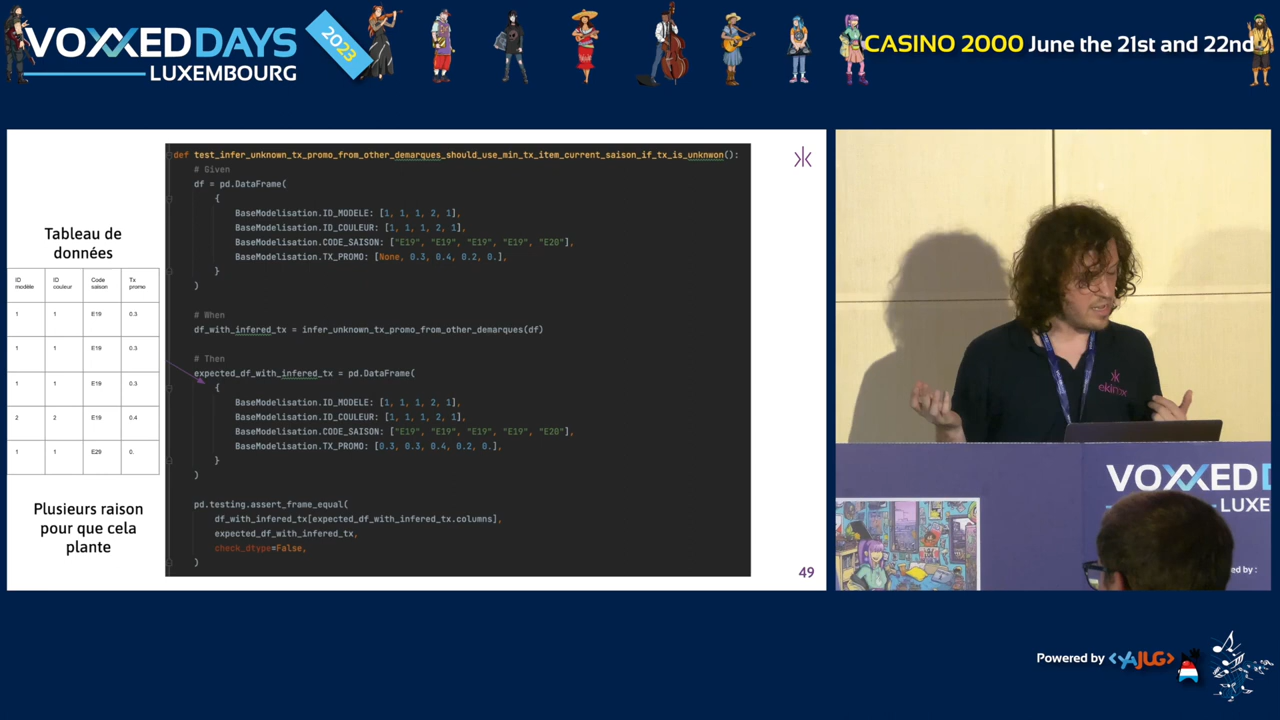 VOXXED DAYS
LUXEMBOURG
2023
CASINO 2000 June the 21st and 22nd
Tableau de
données
ID modèle ID couleur Code saison Tx promo
1 1 E19 0.3
1 1 E19 0.3
1 1 E19 0.3
2 2 E19 0.4
1 1 E29 0.
Plusieurs raison
pour que cela
plante
def test_infer_unknown_tx_promo_from_other_demarques_should_use_min_tx_item_current_saison_if_tx_is_unknwon():
# Given
df = pd.DataFrame(
{
BaseModelisation.ID_MODELE: [1, 1, 1, 2, 1],
BaseModelisation.ID_COULEUR: [1, 1, 1, 2, 1],
BaseModelisation.CODE_SAISON: ["E19", "E19", "E19", "E19", "E20"],
BaseModelisation.TX_PROMO: [None, 0.3, 0.4, 0.2, 0.],
}
)
# When
df_with_infered_tx = infer_unknown_tx_promo_from_other_demarques(df)
# Then
expected_df_with_infered_tx = pd.DataFrame(
{
BaseModelisation.ID_MODELE: [1, 1, 1, 2, 1],
BaseModelisation.ID_COULEUR: [1, 1, 1, 2, 1],
BaseModelisation.CODE_SAISON: ["E19", "E19", "E19", "E19", "E20"],
BaseModelisation.TX_PROMO: [0.3, 0.3, 0.4, 0.2, 0.],
}
)
pd.testing.assert_frame_equal(
df_with_infered_tx[expected_df_with_infered_tx.columns],
expected_df_with_infered_tx,
check_dtype=False,
)
49
ekimx
VOXXED D
LUXE
ed by :
Powered by <YAJUG>